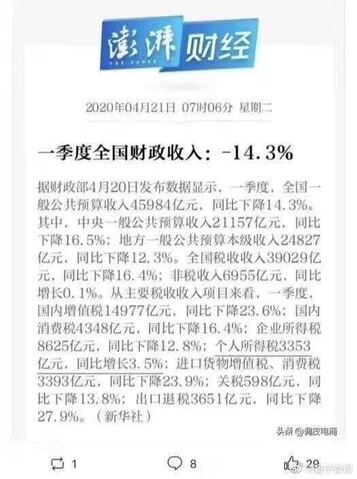 澎湃
THE PAPER
财经
2020年04月21日 07时06分 星期二
一季度全国财政收入：-14.3%
据财政部4月20日发布数据显示，一季度，全国一
般公共预算收入45984亿元，同比下降14.3%。
其中，中央一般公共预算收入21157亿元，同比
下降16.5%；地方一般公共预算本级收入24827
亿元，同比下降12.3%。全国税收收入39029亿
元，同比下降16.4%；非税收入6955亿元，同比
增长0.1%。从主要税收收入项目来看，一季度，
国内增值税14977亿元，同比下降23.6%；国内
消费税4348亿元，同比下降16.4%；企业所得税
8625亿元，同比下降12.8%；个人所得税3353
亿元，同比增长3.5%；进口货物增值税、消费税
3393亿元，同比下降23.9%；关税598亿元，同
比下降13.8%；出口退税3651亿元，同比下降
27.9%。（新华社）
头条 @掰皮电商
1 8 29